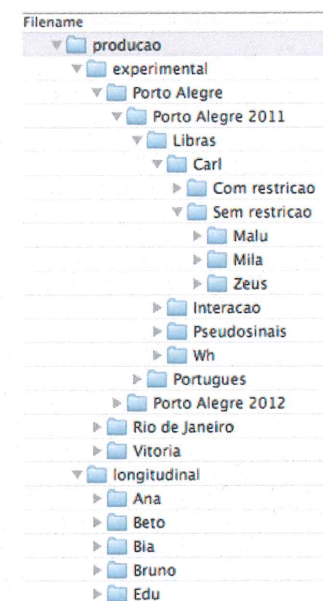 Filename
producao
experimental
Porto Alegre
Porto Alegre 2011
Libras
Carl
Com restricao
Sem restricao
Malu
Mila
Zeus
Interacao
Pseudosinais
Wh
Portugues
Porto Alegre 2012
Rio de Janeiro
Vitoria
longitudinal
Ana
Beto
Bia
Bruno
Edu